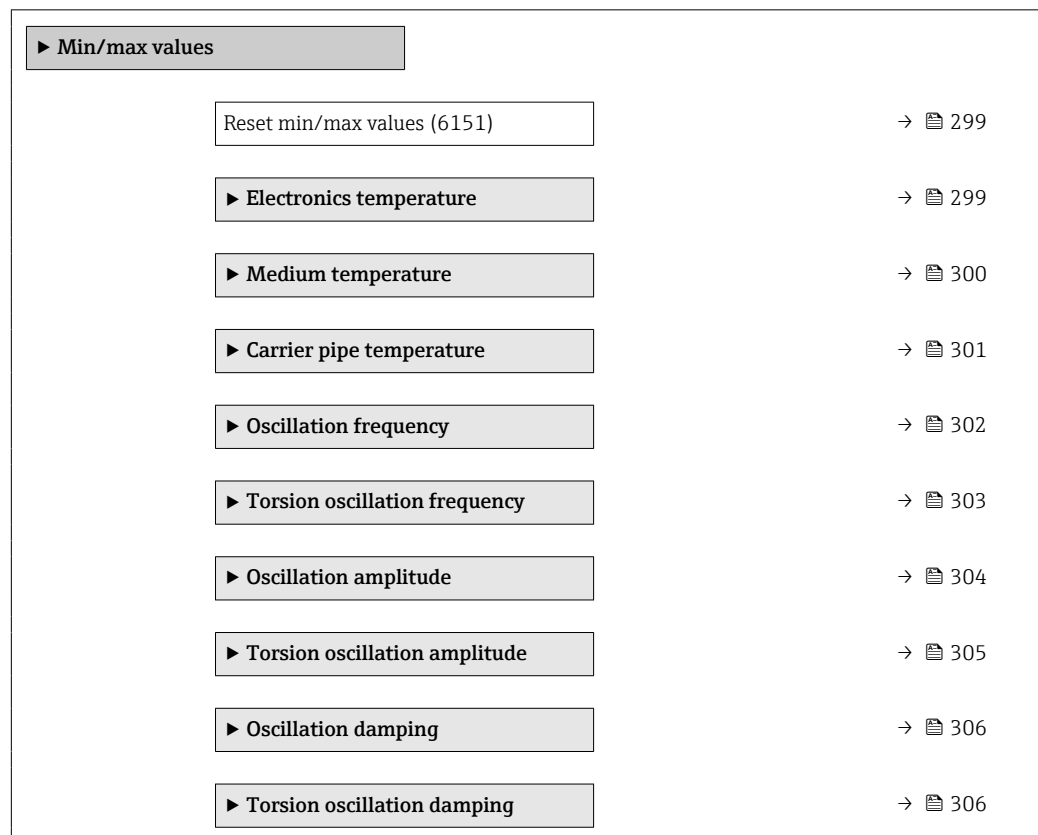 ▶ Min/max values
Reset min/max values (6151) → 299
▶ Electronics temperature → 299
▶ Medium temperature → 300
▶ Carrier pipe temperature → 301
▶ Oscillation frequency → 302
▶ Torsion oscillation frequency → 303
▶ Oscillation amplitude → 304
▶ Torsion oscillation amplitude → 305
▶ Oscillation damping → 306
▶ Torsion oscillation damping → 306